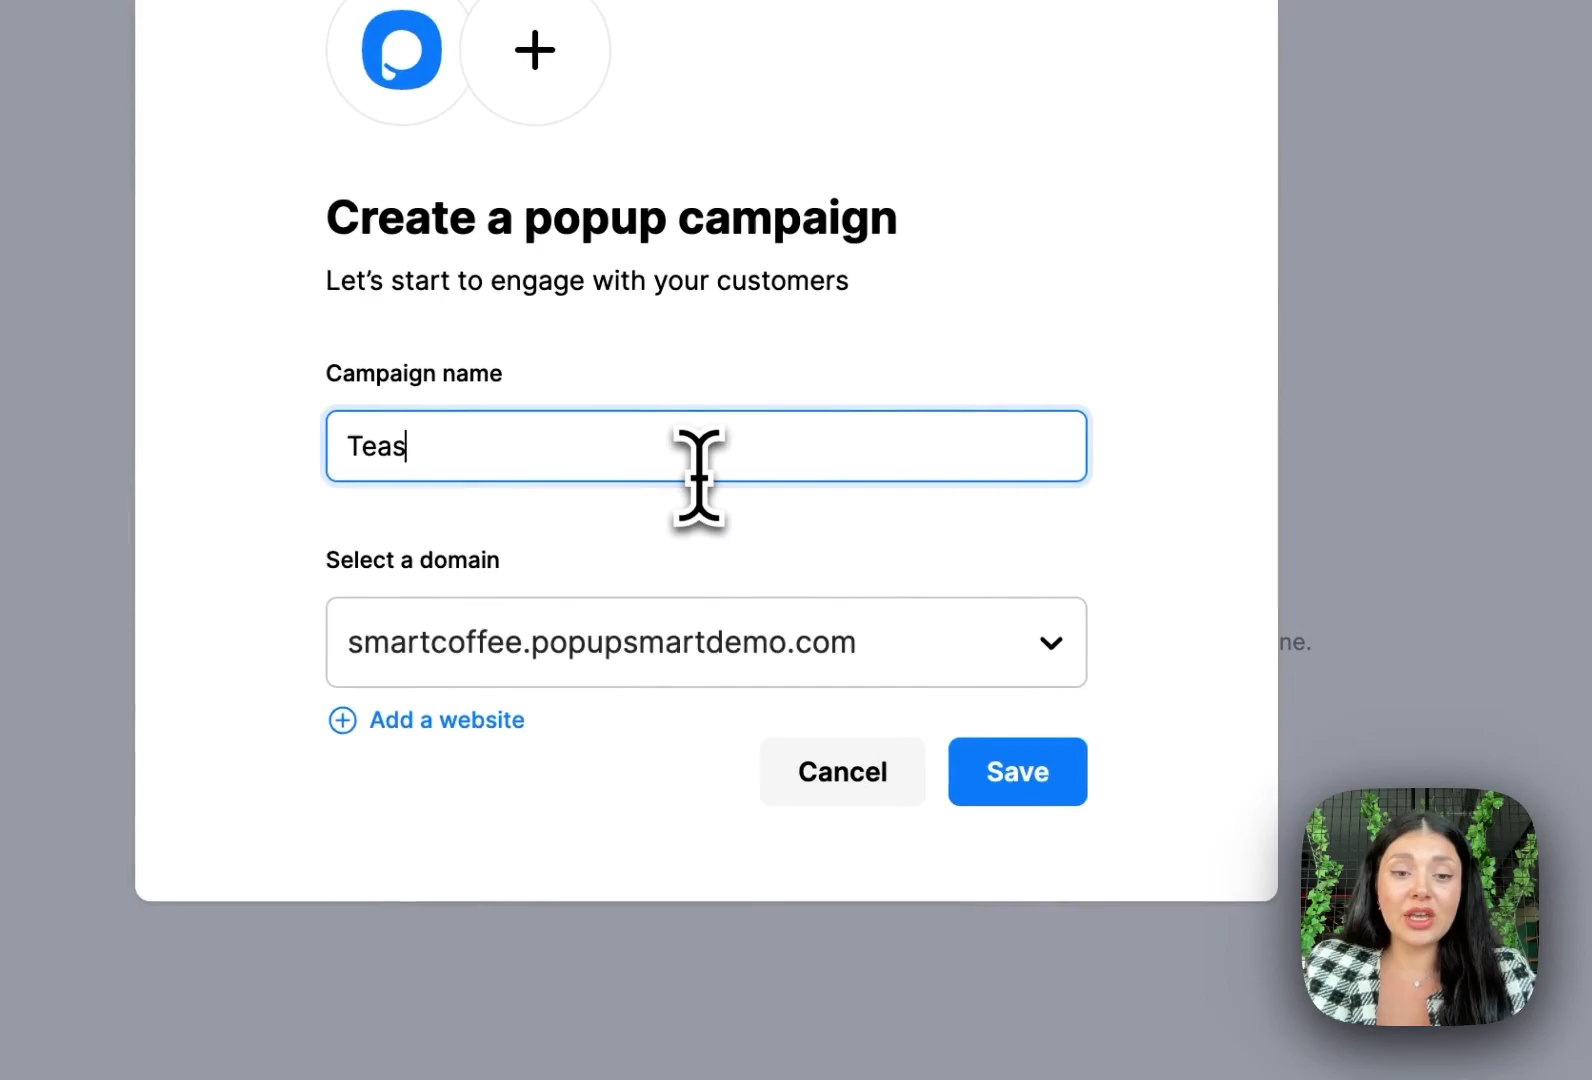 Create a popup campaign
Let’s start to engage with your customers
Campaign name
Teas
Select a domain
smartcoffee.popupsmartdemo.com
ne.
Add a website
Cancel
Save